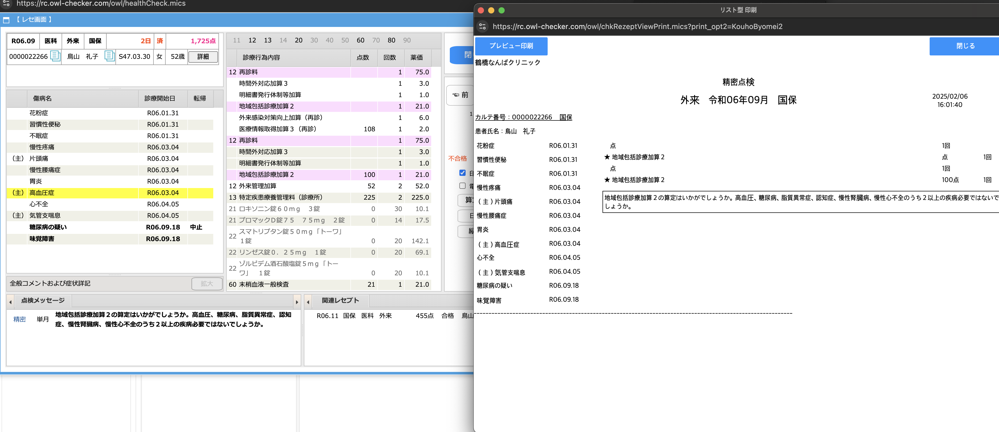 https://rc.owl-checker.com/owl/healthCheck.mics
【 レセ画面 】
R06.09 医科 外来 国保 2日 済 1,725点
0000022266 鳥山 礼子 S47.03.30 女 52歳 詳細
傷病名 診療開始日 転帰
花粉症 R06.01.31
習慣性便秘 R06.01.31
不眠症 R06.01.31
慢性疼痛 R06.03.04
（主） 片頭痛 R06.03.04
慢性腰痛症 R06.03.04
胃炎 R06.03.04
（主） 高血圧症 R06.03.04
心不全 R06.04.05
（主） 気管支喘息 R06.04.05
糖尿病の疑い R06.09.18 中止
味覚障害 R06.09.18
全般コメントおよび症状詳記 拡大
11 12 13 14 20 30 40 50 60 70 80 90
診療行為内容 点数 回数 薬価
12 再診料 1 75.0
時間外対応加算３ 1 3.0
明細書発行体制等加算 1 1.0
地域包括診療加算２ 1 21.0
外来感染対策向上加算（再診） 1 6.0
医療情報取得加算３（再診） 108 1 2.0
12 再診料 1 75.0
時間外対応加算３ 1 3.0
明細書発行体制等加算 1 1.0
地域包括診療加算２ 100 1 21.0
12 外来管理加算 52 2 52.0
13 特定疾患療養管理料（診療所） 225 2 225.0
21 ロキソニン錠６０ｍｇ ３錠 0 30 10.1
21 プロマックＤ錠７５ ７５ｍｇ ２錠 0 14 17.5
22 スマトリプタン錠５０ｍｇ「トーワ」
１錠 0 20 142.1
22 リンゼス錠０．２５ｍｇ １錠 0 20 69.1
22 ゾルピデム酒石酸塩錠５ｍｇ「トー
ワ」 １錠 0 20 10.1
60 末梢血液一般検査 21 1 21.0
閉
☜ 前
1
不合格
印
電
算
日
縦
点検メッセージ
精密 単月 地域包括診療加算２の算定はいかがでしょうか。高血圧、糖尿病、脂質異常症、認知
症、慢性腎臓病、慢性心不全のうち２以上の疾病必要ではないでしょうか。
関連レセプト
R06.11 国保 医科 外来 455点 合格 鳥山
リスト型 印刷
https://rc.owl-checker.com/owl/chkRezeptViewPrint.mics?print_opt2=KouhoByomei2
プレビュー印刷 閉じる
鶴橋なんばクリニック
精密点検
外来 令和06年09月 国保
2025/02/06
16:01:40
カルテ番号：0000022266 国保
患者氏名：鳥山 礼子
花粉症 R06.01.31
習慣性便秘 R06.01.31
不眠症 R06.01.31
慢性疼痛 R06.03.04
（主）片頭痛 R06.03.04
慢性腰痛症 R06.03.04
胃炎 R06.03.04
（主）高血圧症 R06.03.04
心不全 R06.04.05
（主）気管支喘息 R06.04.05
糖尿病の疑い R06.09.18
味覚障害 R06.09.18
点 1回
★ 地域包括診療加算２ 点 1回
点 1回
★ 地域包括診療加算２ 100点 1回
地域包括診療加算２の算定はいかがでしょうか。高血圧、糖尿病、脂質異常症、認知症、慢性腎臓病、慢性心不全のうち２以上の疾病必要ではないで
しょうか。